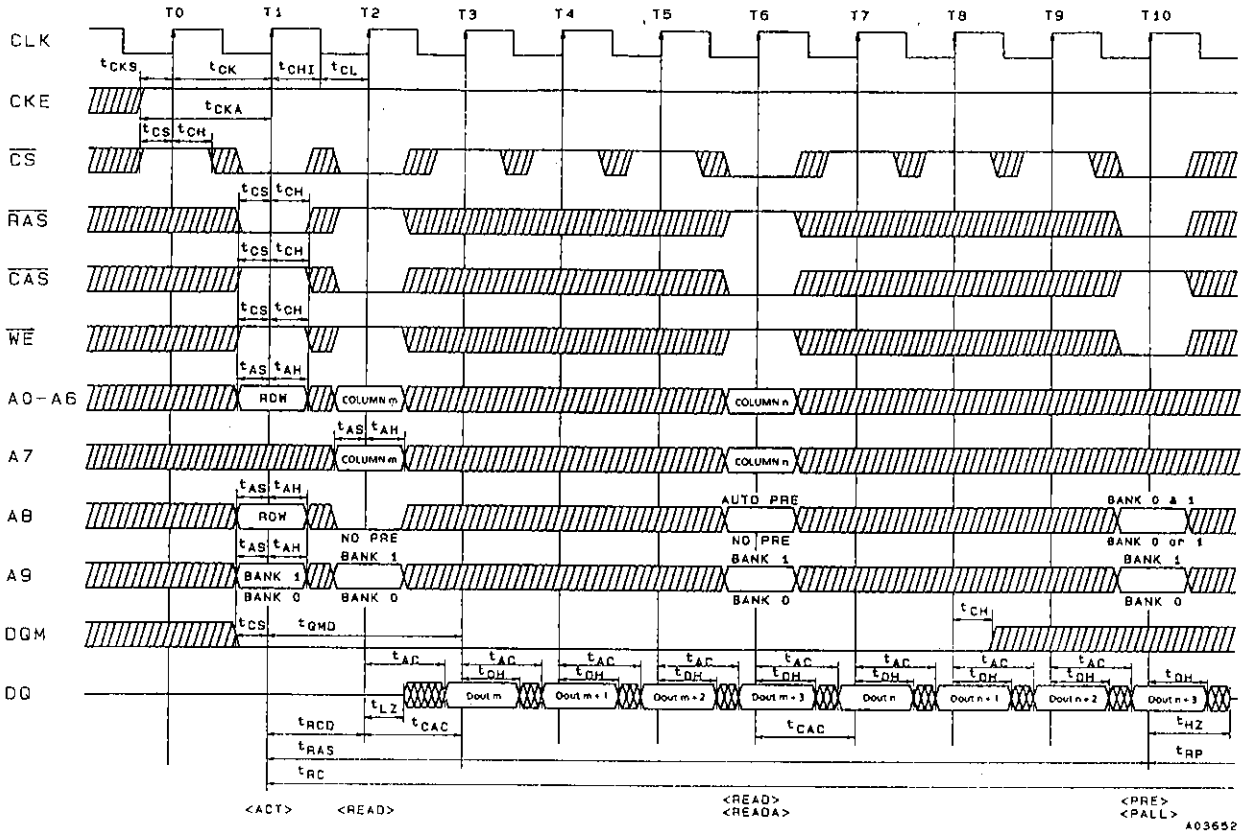 T0 T1 T2 T3 T4 T5 T6 T7 T8 T9 T10
CLK
tCKS tCK tCHI tCL
CKE
tCKA
tCS tCH
CS
tCS tCH
RAS
tCS tCH
CAS
tCS tCH
WE
tAS tAH
A0-A6 ROW COLUMN m COLUMN n
tAS tAH
A7 COLUMN m COLUMN n
tAS tAH AUTO PRE BANK 0 & 1
A8 ROW
NO PRE NO PRE BANK 0 or 1
tAS tAH BANK 1 BANK 1 BANK 1
A9 BANK 1
BANK 0 BANK 0 BANK 0 BANK 0
tCH
DQM tCS tQMD
tAC tAC tAC tAC tAC tAC tAC tAC
tOH tOH tOH tOH tOH tOH tOH tOH
DQ Dout m Dout m+1 Dout m+2 Dout m+3 Dout n Dout n+1 Dout n+2 Dout n+3
tLZ tHZ
tRCD tCAC tCAC
tRAS tRP
tRC
<ACT> <READ> <READ> <PRE>
<READA> <PALL>
A03652